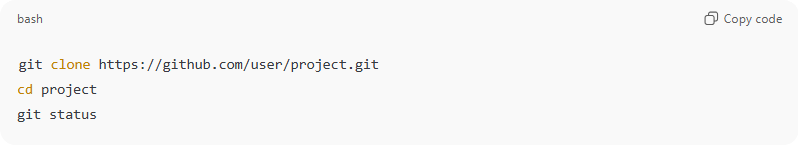 bash
Copy code
git clone https://github.com/user/project.git
cd project
git status